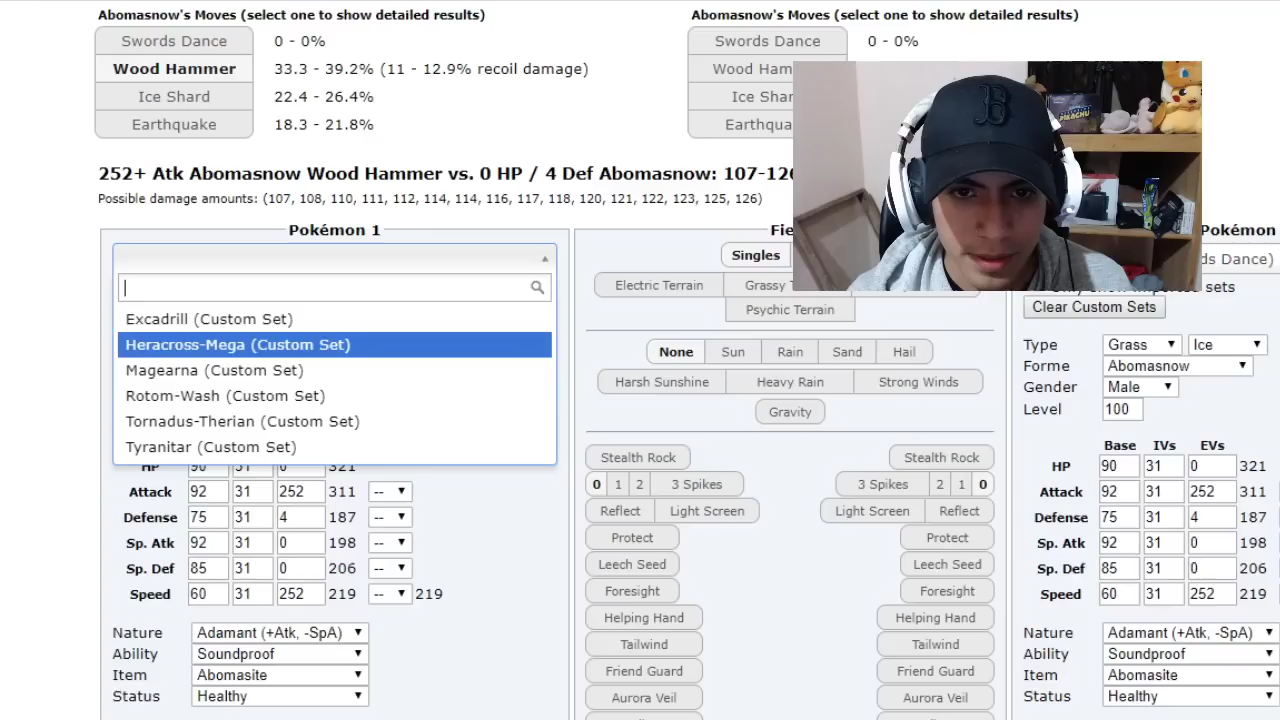 Abomasnow's Moves (select one to show detailed results)
Swords Dance 0 - 0%
Wood Hammer 33.3 - 39.2% (11 - 12.9% recoil damage)
Ice Shard 22.4 - 26.4%
Earthquake 18.3 - 21.8%
Abomasnow's Moves (select one to show detailed results)
Swords Dance 0 - 0%
Wood Ham
Ice Sha
Earthqua
252+ Atk Abomasnow Wood Hammer vs. 0 HP / 4 Def Abomasnow: 107-126
Possible damage amounts: (107, 108, 110, 111, 112, 114, 114, 116, 117, 118, 120, 121, 122, 123, 125, 126)
Pokémon 1
Excadrill (Custom Set)
Heracross-Mega (Custom Set)
Magearna (Custom Set)
Rotom-Wash (Custom Set)
Tornadus-Therian (Custom Set)
Tyranitar (Custom Set)
HP 90 31 0 321
Attack 92 31 252 311 --
Defense 75 31 4 187 --
Sp. Atk 92 31 0 198 --
Sp. Def 85 31 0 206 --
Speed 60 31 252 219 -- 219
Nature Adamant (+Atk, -SpA)
Ability Soundproof
Item Abomasite
Status Healthy
Fie
Singles
Electric Terrain Grassy T
Psychic Terrain
None Sun Rain Sand Hail
Harsh Sunshine Heavy Rain Strong Winds
Gravity
Stealth Rock Stealth Rock
0 1 2 3 Spikes 3 Spikes 2 1 0
Reflect Light Screen Light Screen Reflect
Protect Protect
Leech Seed Leech Seed
Foresight Foresight
Helping Hand Helping Hand
Tailwind Tailwind
Friend Guard Friend Guard
Aurora Veil Aurora Veil
B
PIKACHU
Pokémon
ds Dance)
sets
Clear Custom Sets
Type Grass Ice
Forme Abomasnow
Gender Male
Level 100
Base IVs EVs
HP 90 31 0 321
Attack 92 31 252 311
Defense 75 31 4 187
Sp. Atk 92 31 0 198
Sp. Def 85 31 0 206
Speed 60 31 252 219
Nature Adamant (+Atk, -SpA)
Ability Soundproof
Item Abomasite
Status Healthy